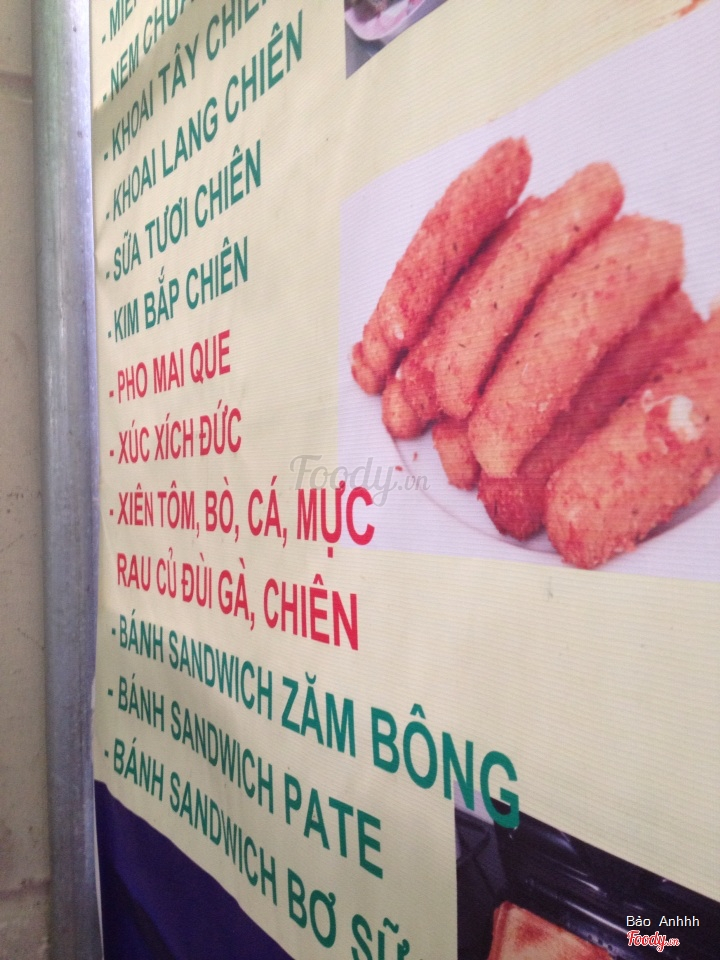 - NEM CHUA
- KHOAI TÂY CHIÊN
- KHOAI LANG CHIÊN
- SỮA TƯƠI CHIÊN
- KIM BẮP CHIÊN
- PHO MAI QUE
- XÚC XÍCH ĐỨC
- XIÊN TÔM, BÒ, CÁ, MỰC
RAU CỦ ĐÙI GÀ, CHIÊN
- BÁNH SANDWICH ZĂM BÔNG
- BÁNH SANDWICH PATE
- BÁNH SANDWICH BƠ
Foody.vn
Bảo Anhhh
Foody.vn